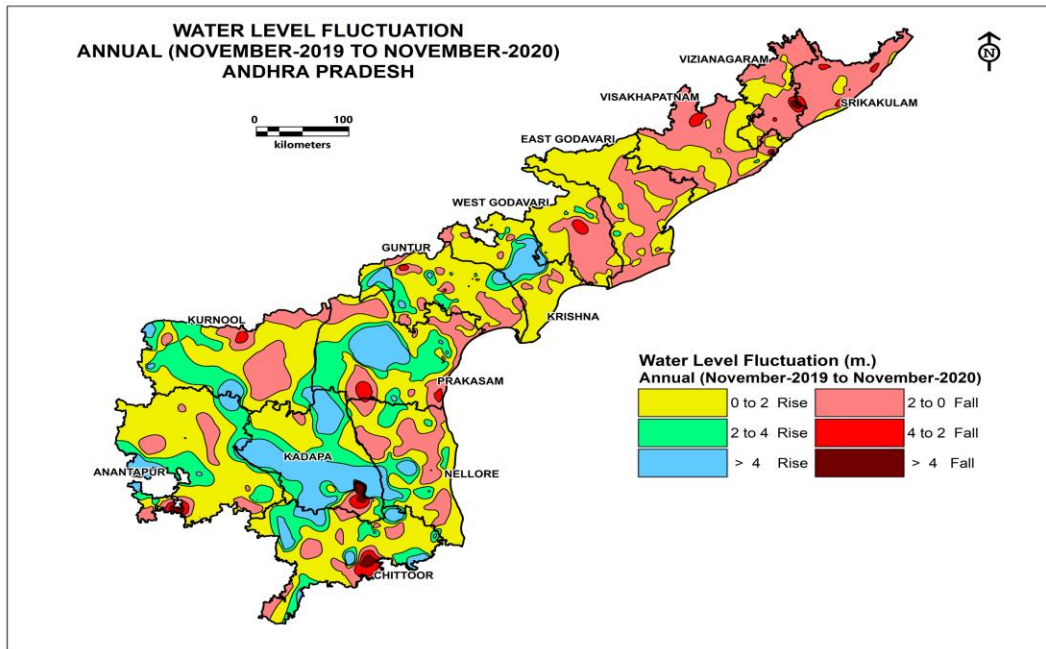 WATER LEVEL FLUCTUATION
ANNUAL (NOVEMBER-2019 TO NOVEMBER-2020)
ANDHRA PRADESH
0 100
kilometers
N
VIZIANAGARAM
VISAKHAPATNAM
SRIKAKULAM
EAST GODAVARI
WEST GODAVARI
GUNTUR
KRISHNA
KURNOOL
PRAKASAM
ANANTAPUR
KADAPA
NELLORE
CHITTOOR
Water Level Fluctuation (m.)
Annual (November-2019 to November-2020)
0 to 2 Rise 2 to 0 Fall
2 to 4 Rise 4 to 2 Fall
> 4 Rise > 4 Fall